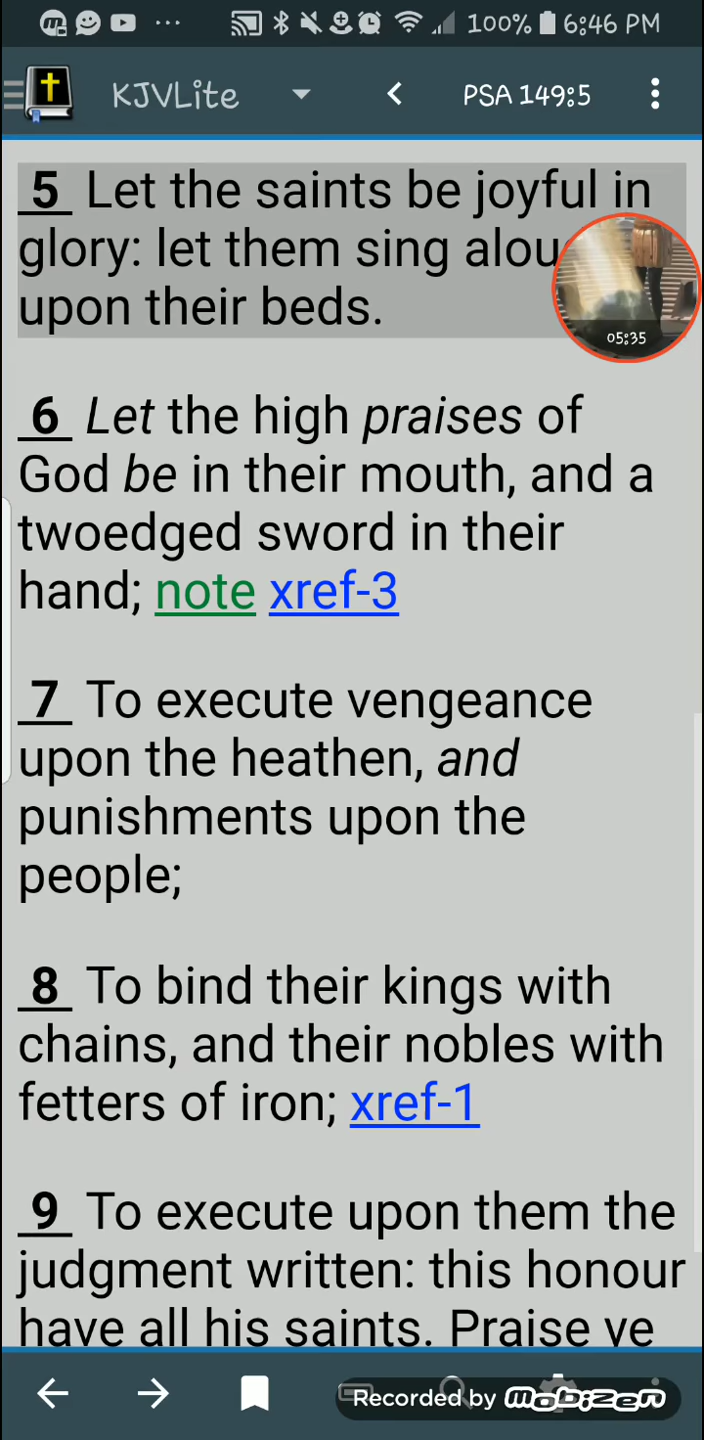 ... 100% 6:46 PM
KJVLite < PSA 149:5
5 Let the saints be joyful in
glory: let them sing alou
upon their beds.
05:35
6 Let the high praises of
God be in their mouth, and a
twoedged sword in their
hand; note xref-3
7 To execute vengeance
upon the heathen, and
punishments upon the
people;
8 To bind their kings with
chains, and their nobles with
fetters of iron; xref-1
9 To execute upon them the
judgment written: this honour
have all his saints. Praise ye
Recorded by mobizen